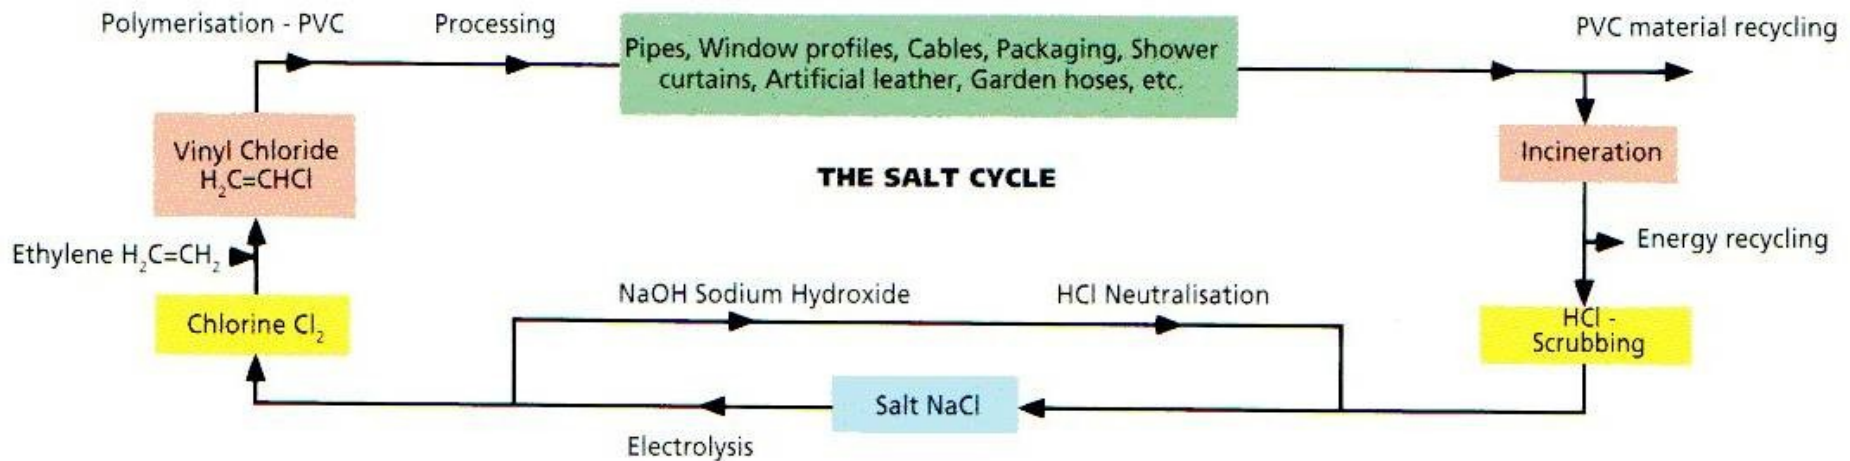 Polymerisation - PVC
Processing
Pipes, Window profiles, Cables, Packaging, Shower
curtains, Artificial leather, Garden hoses, etc.
PVC material recycling
Vinyl Chloride
H₂C=CHCl
THE SALT CYCLE
Incineration
Ethylene H₂C=CH₂
Energy recycling
NaOH Sodium Hydroxide
HCl Neutralisation
Chlorine Cl₂
HCl -
Scrubbing
Salt NaCl
Electrolysis